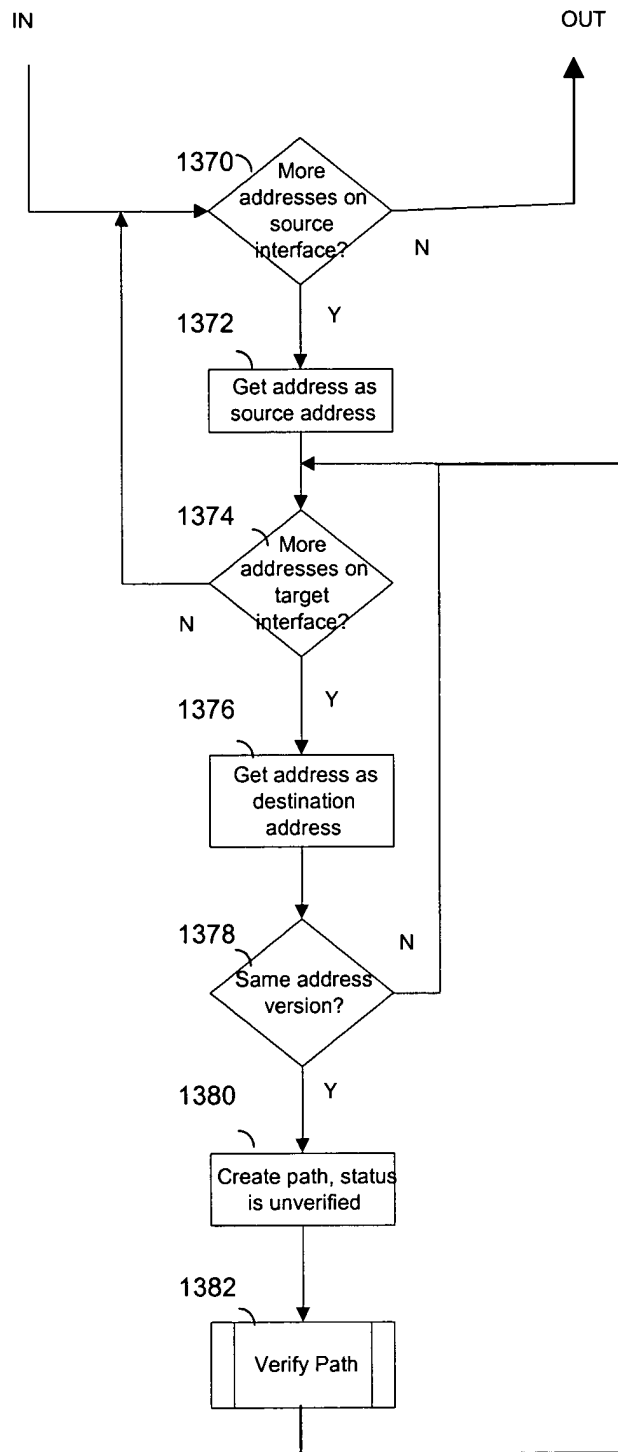 IN
OUT
1370
More
addresses on
source
interface?
N
Y
1372
Get address as
source address
1374
More
addresses on
target
interface?
N
Y
1376
Get address as
destination
address
1378
N
Same address
version?
Y
1380
Create path, status
is unverified
1382
Verify Path